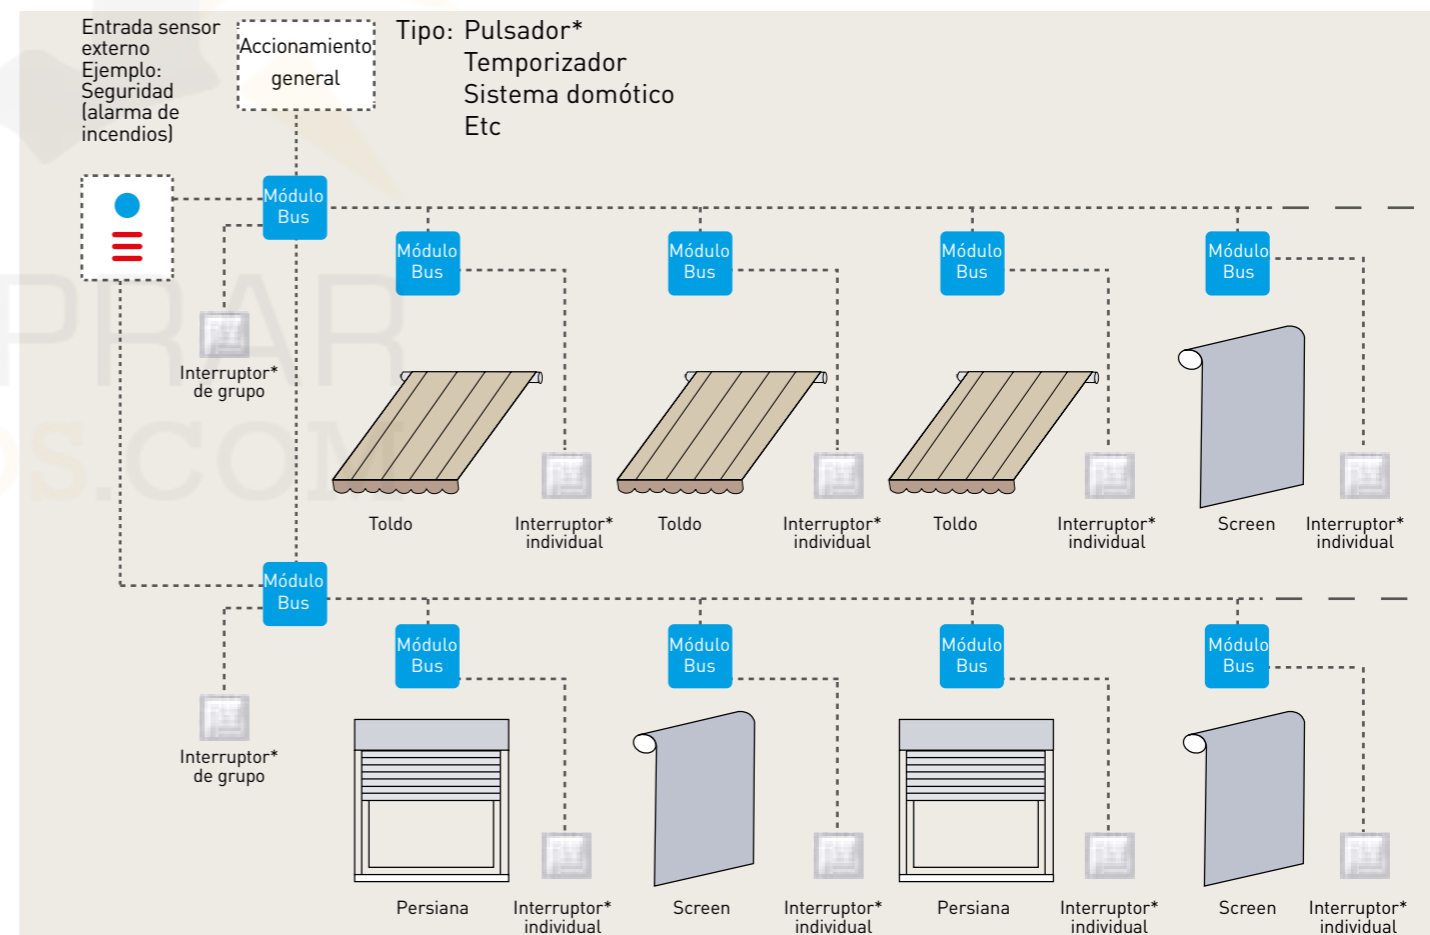 Entrada sensor
externo
Ejemplo:
Seguridad
(alarma de
incendios)
Accionamiento
general
Tipo: Pulsador*
Temporizador
Sistema domótico
Etc
Módulo
Bus
Módulo
Bus
Módulo
Bus
Módulo
Bus
Módulo
Bus
Interruptor*
de grupo
Toldo
Interruptor*
individual
Toldo
Interruptor*
individual
Toldo
Interruptor*
individual
Screen
Interruptor*
individual
Módulo
Bus
Módulo
Bus
Módulo
Bus
Módulo
Bus
Módulo
Bus
Interruptor*
de grupo
Persiana
Interruptor*
individual
Screen
Interruptor*
individual
Persiana
Interruptor*
individual
Screen
Interruptor*
individual
PRAR
OS.COM